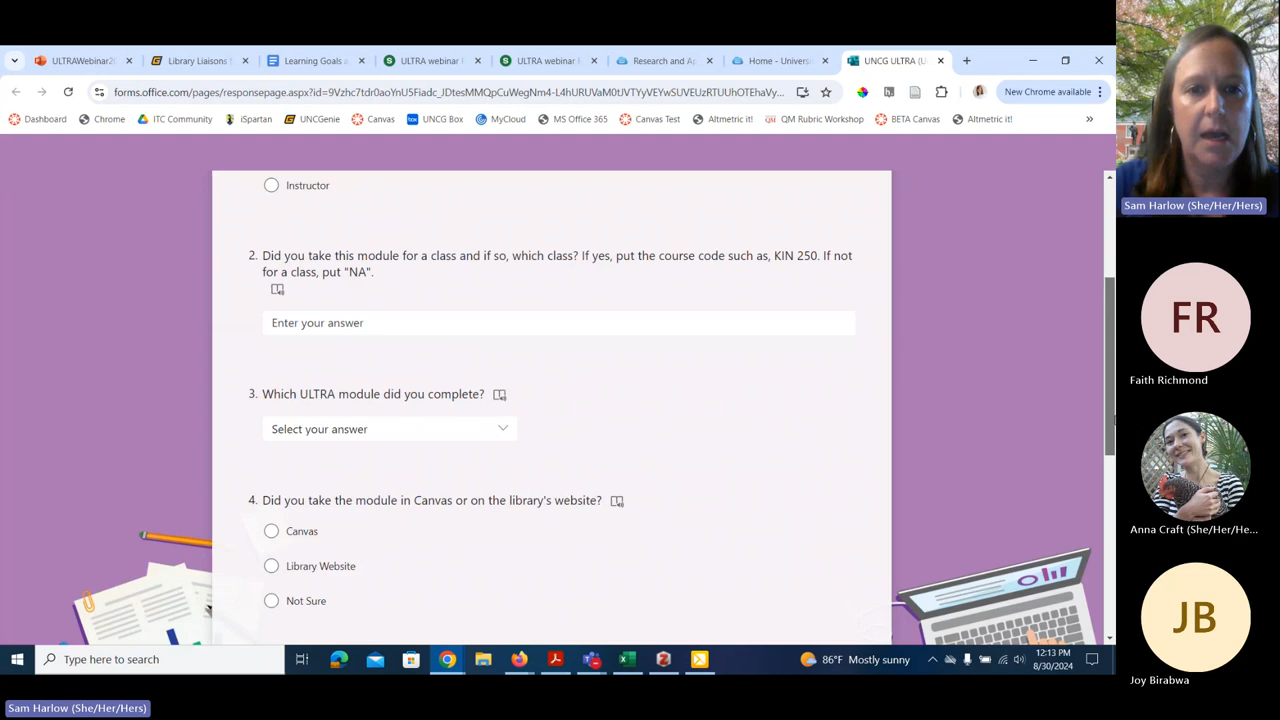 ULTRAWebinar20
Library Liaisons
Learning Goals a
ULTRA webinar
ULTRA webinar
Research and Ap
Home - Universi
UNCG ULTRA (U
forms.office.com/pages/responsepage.aspx?id=9Vzhc7tdr0aoYnU5Fiadc_JDtesMMQpCuWegNm4-L4hURUVaM0tJVTYyVEYwSUVEUzRTUUhOTEhaVy...
New Chrome available
Dashboard
Chrome
ITC Community
iSpartan
UNCGenie
Canvas
UNCG Box
MyCloud
MS Office 365
Canvas Test
Altmetric it!
QM Rubric Workshop
BETA Canvas
Altmetric it!
»
Instructor
2. Did you take this module for a class and if so, which class? If yes, put the course code such as, KIN 250. If not
for a class, put "NA".
Enter your answer
3. Which ULTRA module did you complete?
Select your answer
4. Did you take the module in Canvas or on the library's website?
Canvas
Library Website
Not Sure
Type here to search
86°F Mostly sunny
12:13 PM
8/30/2024
Sam Harlow (She/Her/Hers)
Sam Harlow (She/Her/Hers)
FR
Faith Richmond
Anna Craft (She/Her/He...
JB
Joy Birabwa